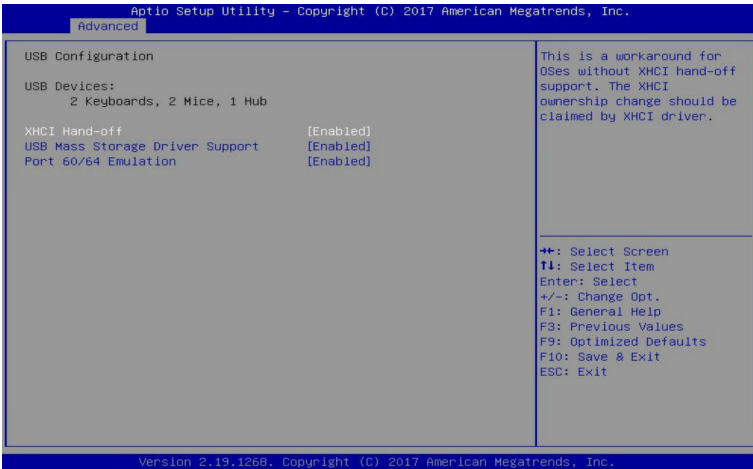 Aptio Setup Utility – Copyright (C) 2017 American Megatrends, Inc.
Advanced
USB Configuration
USB Devices:
2 Keyboards, 2 Mice, 1 Hub
XHCI Hand-off [Enabled]
USB Mass Storage Driver Support [Enabled]
Port 60/64 Emulation [Enabled]
This is a workaround for
OSes without XHCI hand-off
support. The XHCI
ownership change should be
claimed by XHCI driver.
→←: Select Screen
↑↓: Select Item
Enter: Select
+/-: Change Opt.
F1: General Help
F3: Previous Values
F9: Optimized Defaults
F10: Save & Exit
ESC: Exit
Version 2.19.1268. Copyright (C) 2017 American Megatrends, Inc.